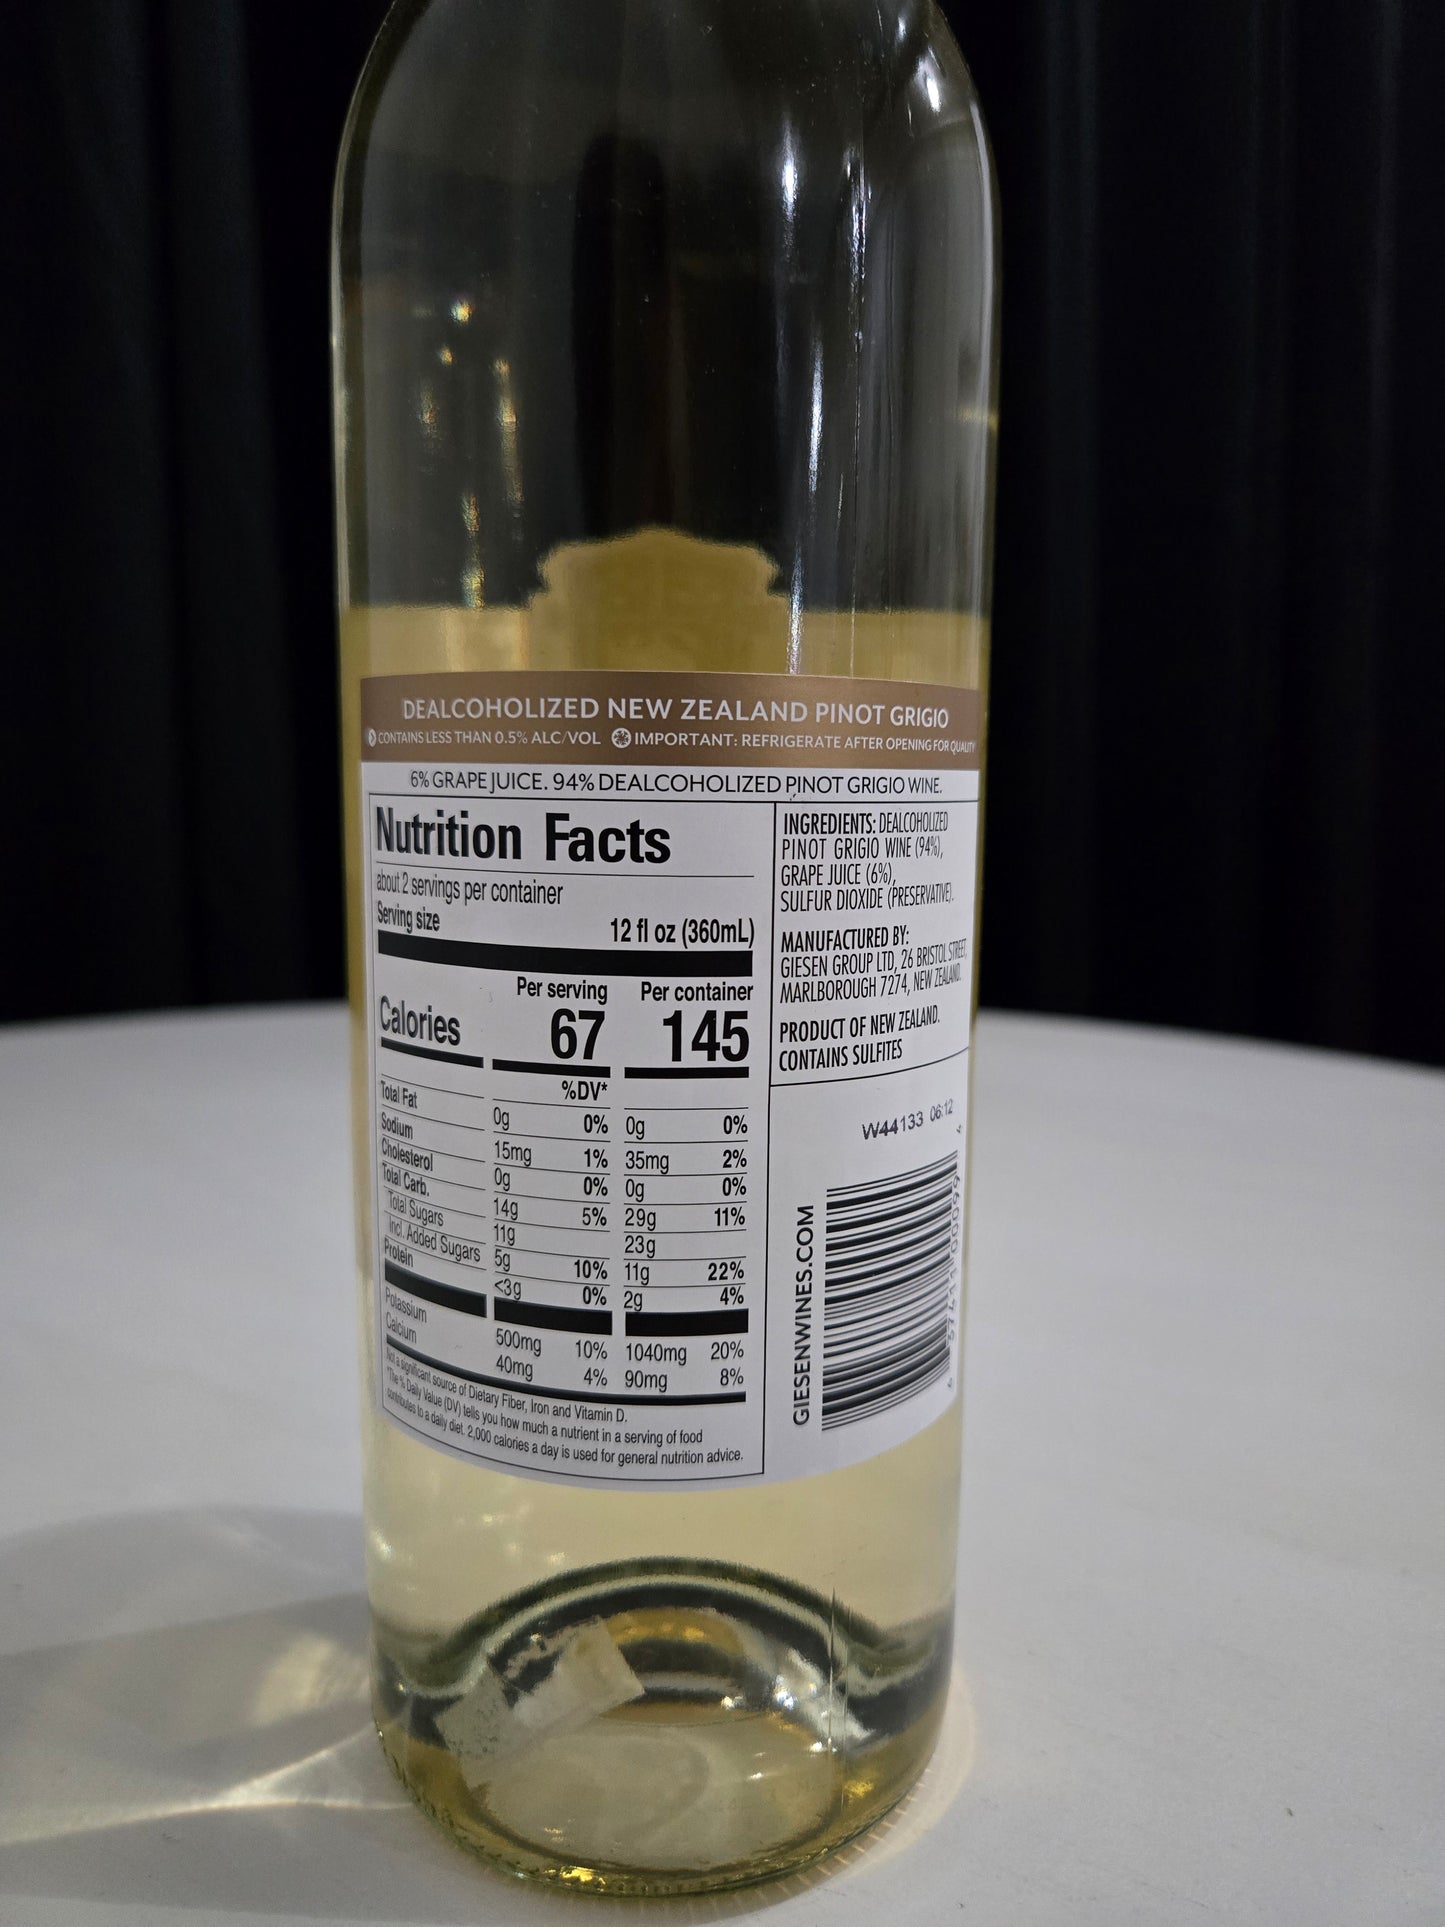 DEALCOHOLIZED NEW ZEALAND PINOT GRIGIO
CONTAINS LESS THAN 0.5% ALC/VOL IMPORTANT: REFRIGERATE AFTER OPENING FOR QUALITY
6% GRAPE JUICE. 94% DEALCOHOLIZED PINOT GRIGIO WINE.
Nutrition Facts
about 2 servings per container
Serving size 12 fl oz (360mL)
Per serving Per container
Calories 67 145
%DV*
Total Fat 0g 0% 0g 0%
Sodium 15mg 1% 35mg 2%
Cholesterol 0g 0% 0g 0%
Total Carb. 14g 5% 29g 11%
Total Sugars 11g 23g
Incl. Added Sugars 5g 10% 11g 22%
Protein <3g 0% 2g 4%
Potassium 500mg 10% 1040mg 20%
Calcium 40mg 4% 90mg 8%
Not a significant source of Dietary Fiber, Iron and Vitamin D.
*The % Daily Value (DV) tells you how much a nutrient in a serving of food
contributes to a daily diet. 2,000 calories a day is used for general nutrition advice.
INGREDIENTS: DEALCOHOLIZED
PINOT GRIGIO WINE (94%),
GRAPE JUICE (6%),
SULFUR DIOXIDE (PRESERVATIVE).
MANUFACTURED BY:
GIESEN GROUP LTD, 26 BRISTOL STREET,
MARLBOROUGH 7274, NEW ZEALAND.
PRODUCT OF NEW ZEALAND.
CONTAINS SULFITES
W44133 06:12
GIESENWINES.COM